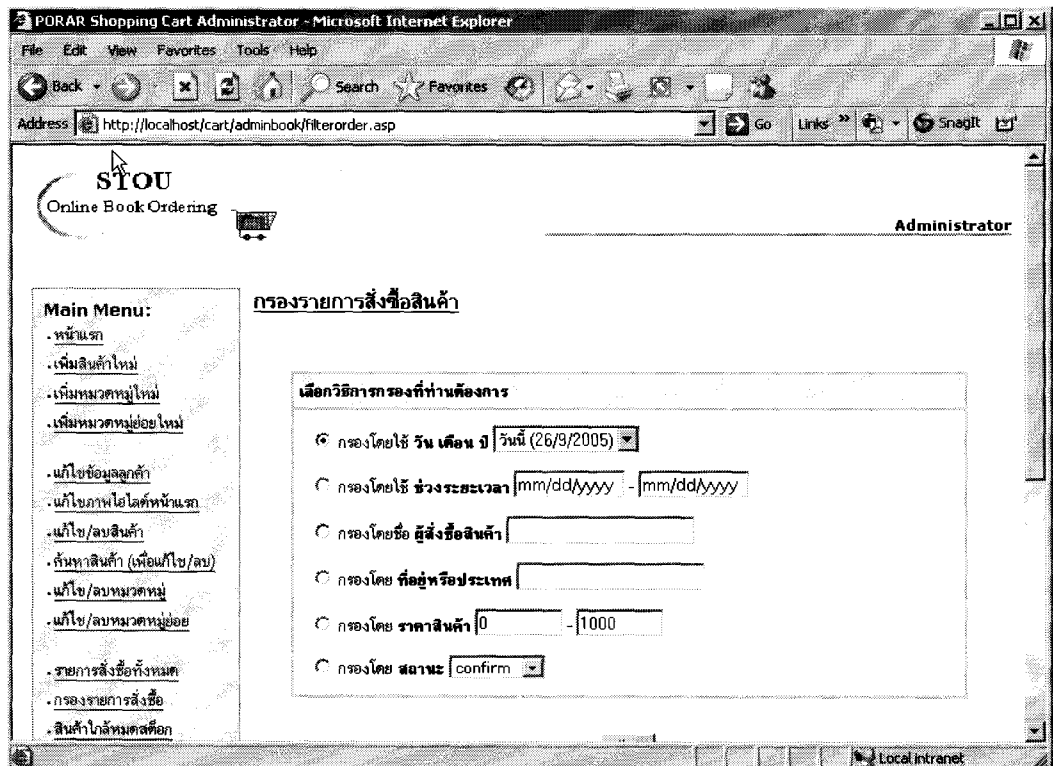 PORAR Shopping Cart Administrator - Microsoft Internet Explorer
File Edit View Favorites Tools Help
Back Search Favorites
Address http://localhost/cart/adminbook/filterorder.asp Go Links » SnagIt
STOU
Online Book Ordering
Administrator
Main Menu:
หน้าแรก
เพิ่มสินค้าใหม่
เพิ่มหมวดหมู่ใหม่
เพิ่มหมวดหมู่ย่อยใหม่
แก้ไขข้อมูลลูกค้า
แก้ไขภาพไฮไลต์หน้าแรก
แก้ไข/ลบสินค้า
ค้นหาสินค้า (เพื่อแก้ไข/ลบ)
แก้ไข/ลบหมวดหมู่
แก้ไข/ลบหมวดหมู่ย่อย
รายการสั่งซื้อทั้งหมด
กรองรายการสั่งซื้อ
สินค้าใกล้หมดสต็อก
กรองรายการสั่งซื้อสินค้า
เลือกวิธีการกรองที่ท่านต้องการ
กรองโดยใช้ วัน เดือน ปี วันนี้ (26/9/2005)
กรองโดยใช้ ช่วงระยะเวลา mm/dd/yyyy - mm/dd/yyyy
กรองโดยชื่อ ผู้สั่งซื้อสินค้า
กรองโดย ที่อยู่หรือประเทศ
กรองโดย ราคาสินค้า 0 - 1000
กรองโดย สถานะ confirm
Local intranet